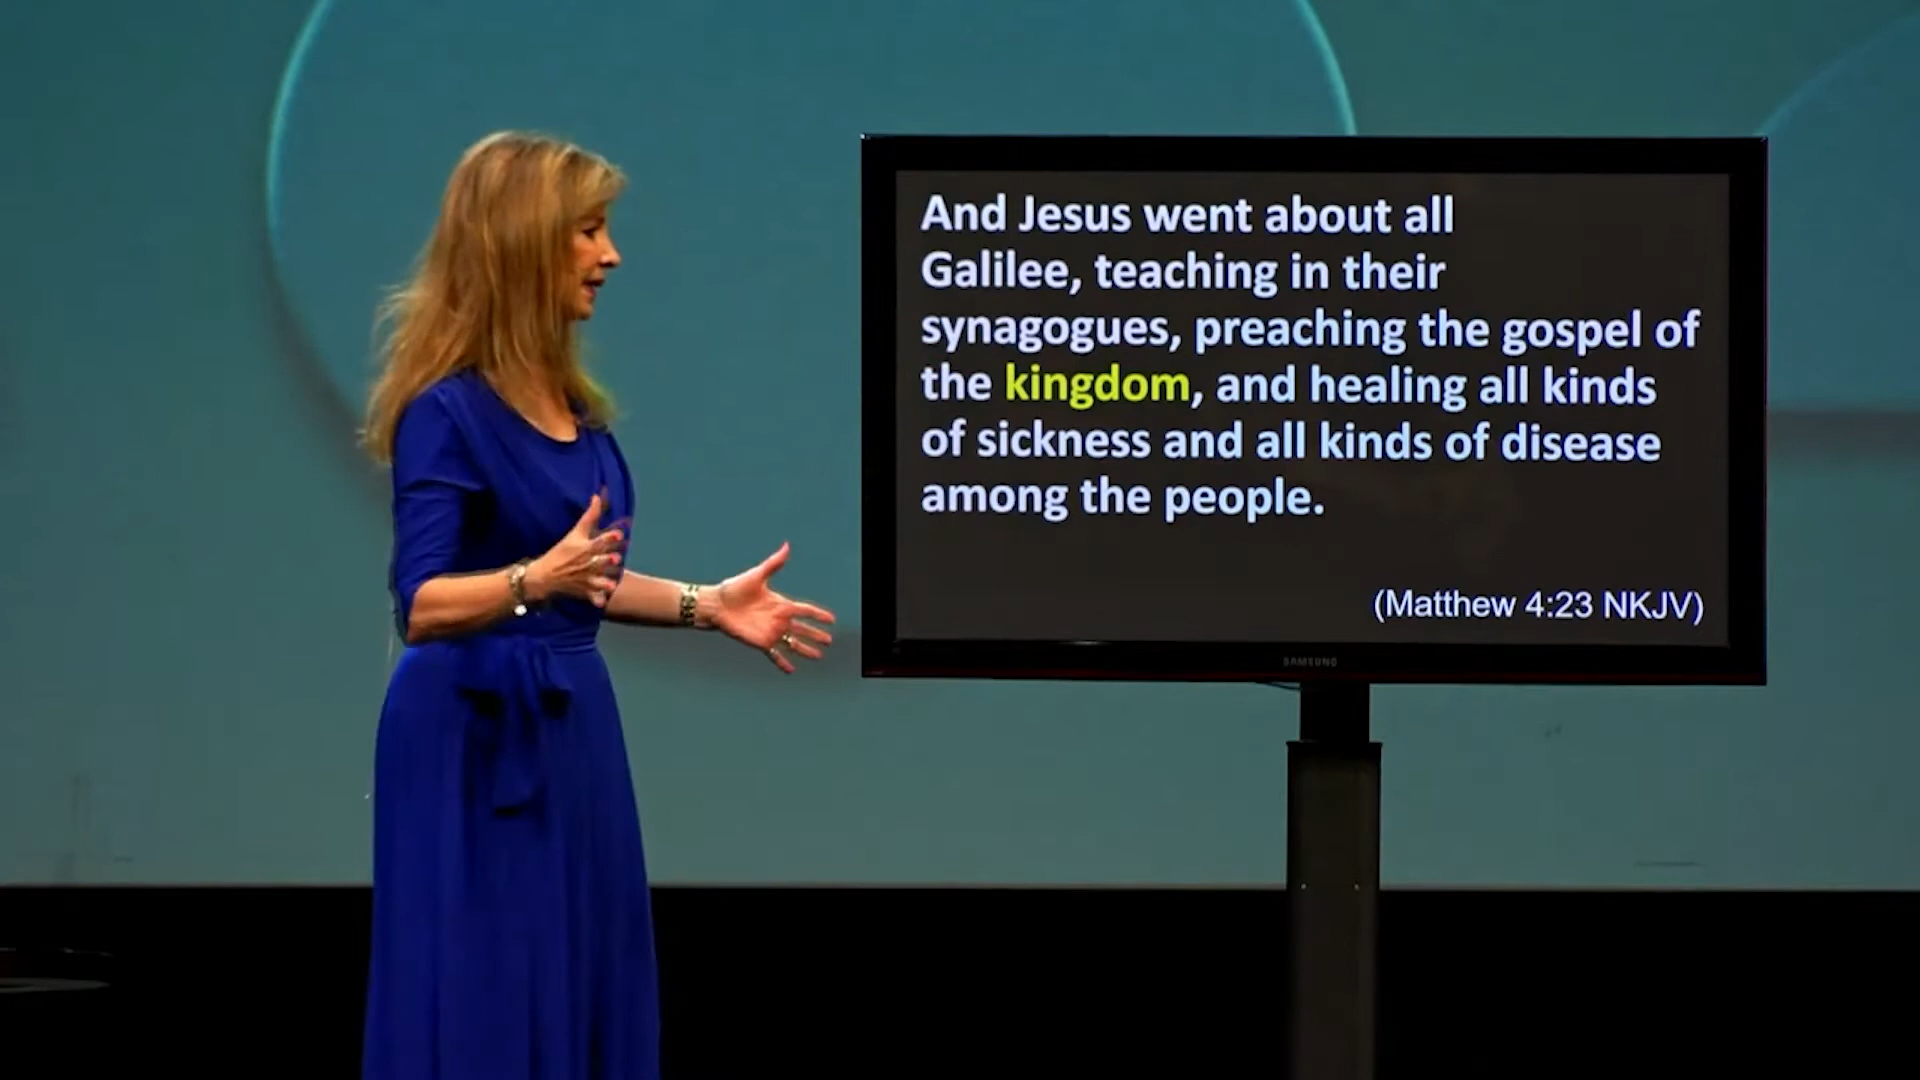 And Jesus went about all
Galilee, teaching in their
synagogues, preaching the gospel of
the kingdom, and healing all kinds
of sickness and all kinds of disease
among the people.
(Matthew 4:23 NKJV)
SAMSUNG